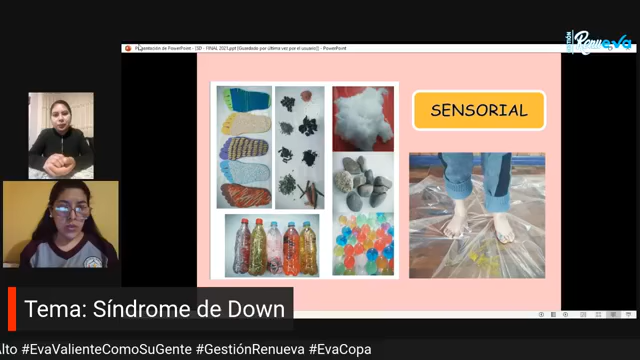 GESTIÓN
Renueva
Presentación de PowerPoint - [SD - FINAL 2021.ppt [Guardado por última vez por el usuario]] - PowerPoint
SENSORIAL
Tema: Síndrome de Down
Alto #EvaValienteComoSuGente #GestiónRenueva #EvaCopa